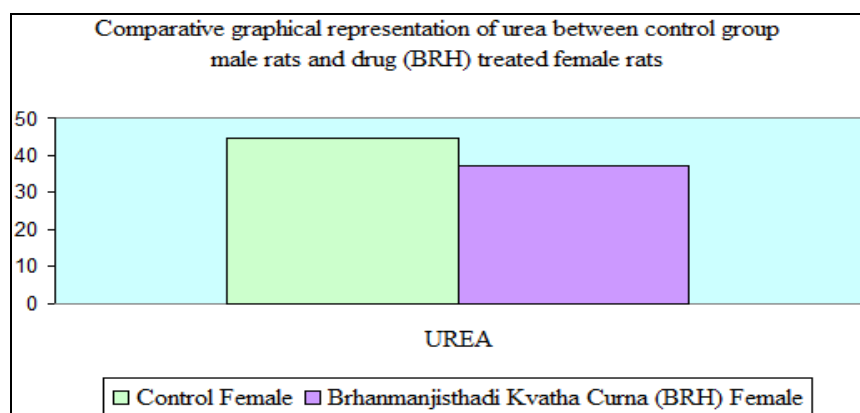 Comparative graphical representation of urea between control group
male rats and drug (BRH) treated female rats
50
40
30
20
10
0
UREA
Control Female Brhanmanjisthadi Kvatha Curna (BRH) Female